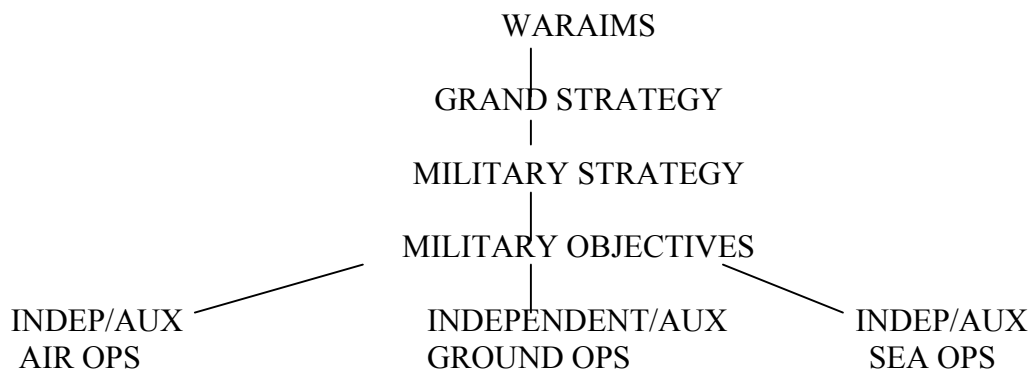 WARAIMS
GRAND STRATEGY
MILITARY STRATEGY
MILITARY OBJECTIVES
INDEP/AUX
AIR OPS
INDEPENDENT/AUX
GROUND OPS
INDEP/AUX
SEA OPS